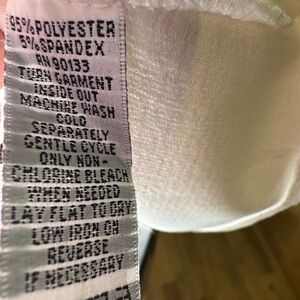 95% POLYESTER
5% SPANDEX
RN 90133
TURN GARMENT
INSIDE OUT
MACHINE WASH
COLD
SEPARATELY
GENTLE CYCLE
ONLY NON-
CHLORINE BLEACH
WHEN NEEDED
LAY FLAT TO DRY
LOW IRON ON
REVERSE
IF NECESSARY